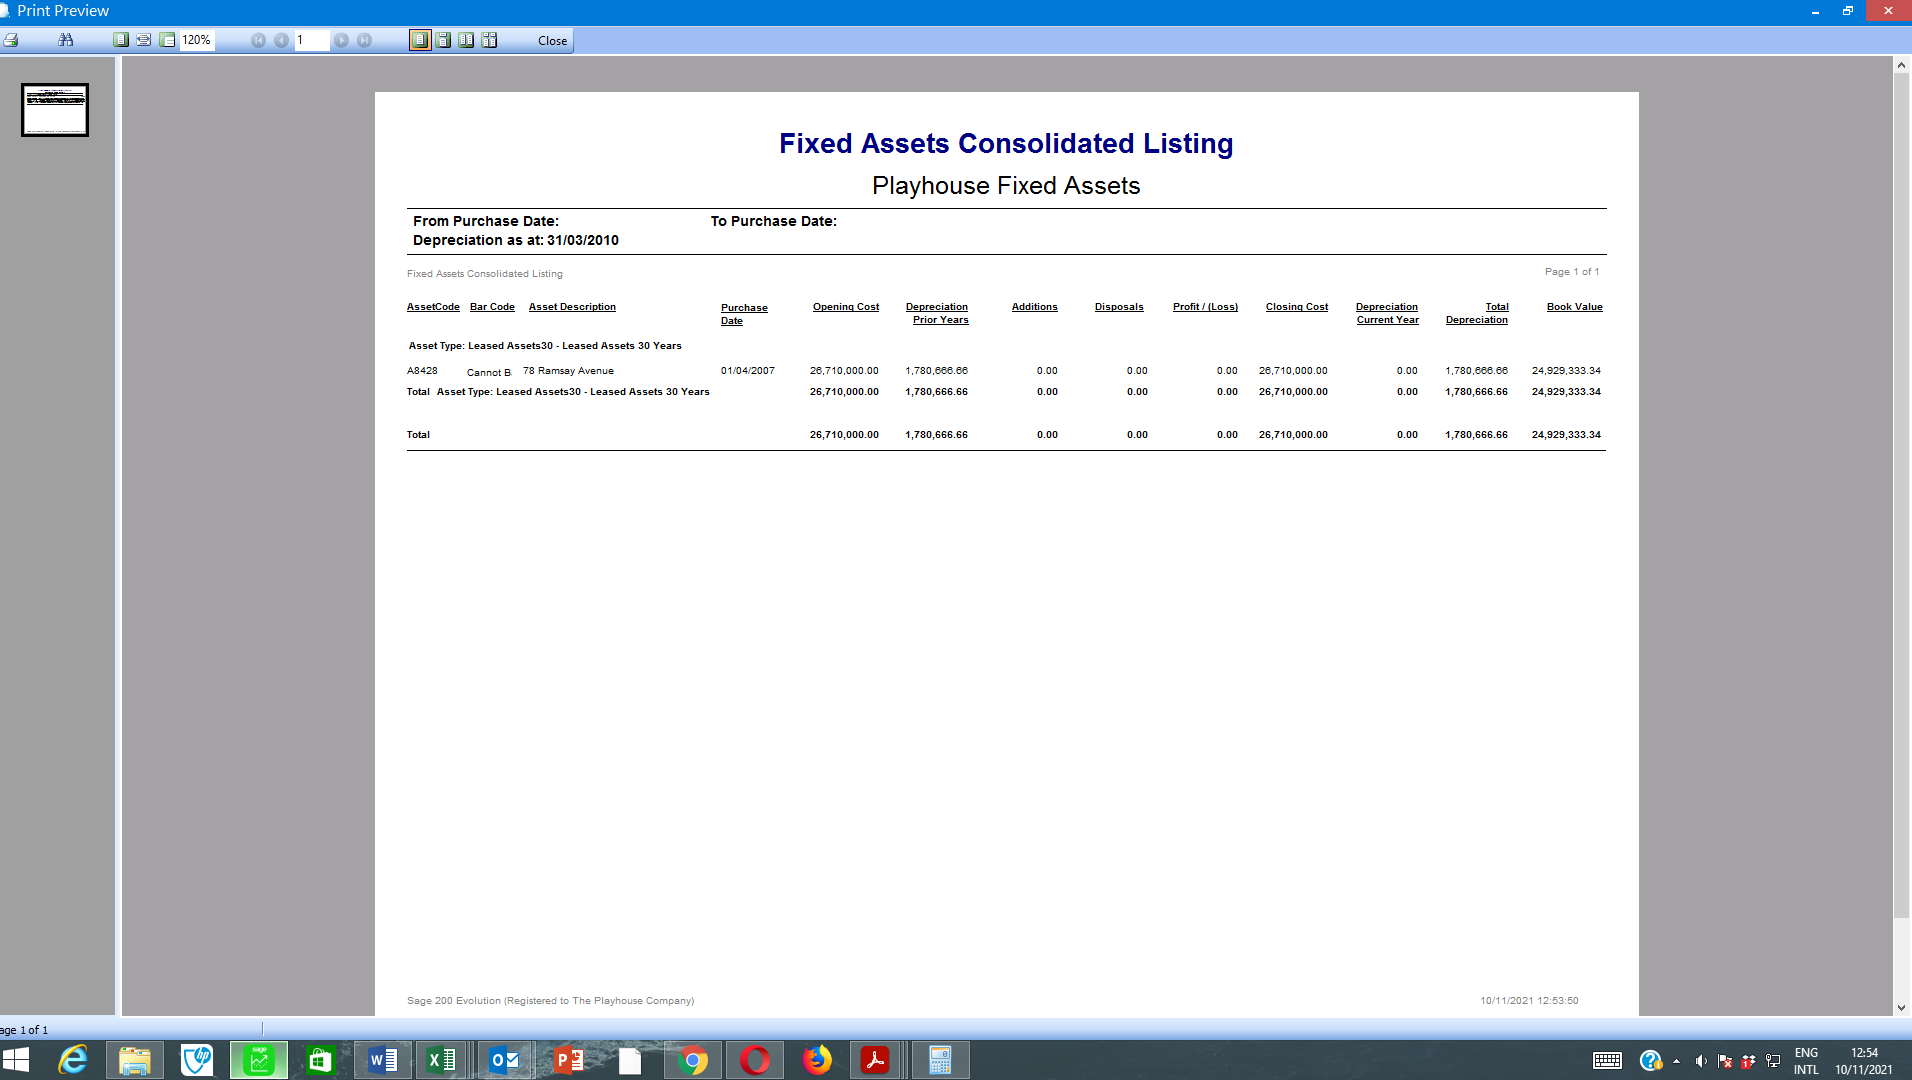 Print Preview
120%
1
Close
Fixed Assets Consolidated Listing
Playhouse Fixed Assets
From Purchase Date: To Purchase Date:
Depreciation as at: 31/03/2010
Fixed Assets Consolidated Listing Page 1 of 1
AssetCode Bar Code Asset Description Purchase Date Opening Cost Depreciation Prior Years Additions Disposals Profit / (Loss) Closing Cost Depreciation Current Year Total Depreciation Book Value
Asset Type: Leased Assets30 - Leased Assets 30 Years
A8428 Cannot B 78 Ramsay Avenue 01/04/2007 26,710,000.00 1,780,666.66 0.00 0.00 0.00 26,710,000.00 0.00 1,780,666.66 24,929,333.34
Total Asset Type: Leased Assets30 - Leased Assets 30 Years 26,710,000.00 1,780,666.66 0.00 0.00 0.00 26,710,000.00 0.00 1,780,666.66 24,929,333.34
Total 26,710,000.00 1,780,666.66 0.00 0.00 0.00 26,710,000.00 0.00 1,780,666.66 24,929,333.34
Sage 200 Evolution (Registered to The Playhouse Company) 10/11/2021 12:53:50
age 1 of 1
sage
ENG 12:54
INTL 10/11/2021